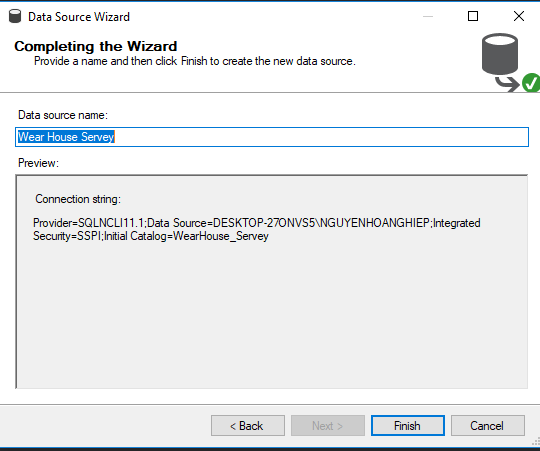 Data Source Wizard
Completing the Wizard
Provide a name and then click Finish to create the new data source.
Data source name:
Wear House Servey
Preview:
Connection string:
Provider=SQLNCLI11.1;Data Source=DESKTOP-27ONVS5\NGUYENHOANGHIEP;Integrated
Security=SSPI;Initial Catalog=WearHouse_Servey
< Back
Next >
Finish
Cancel